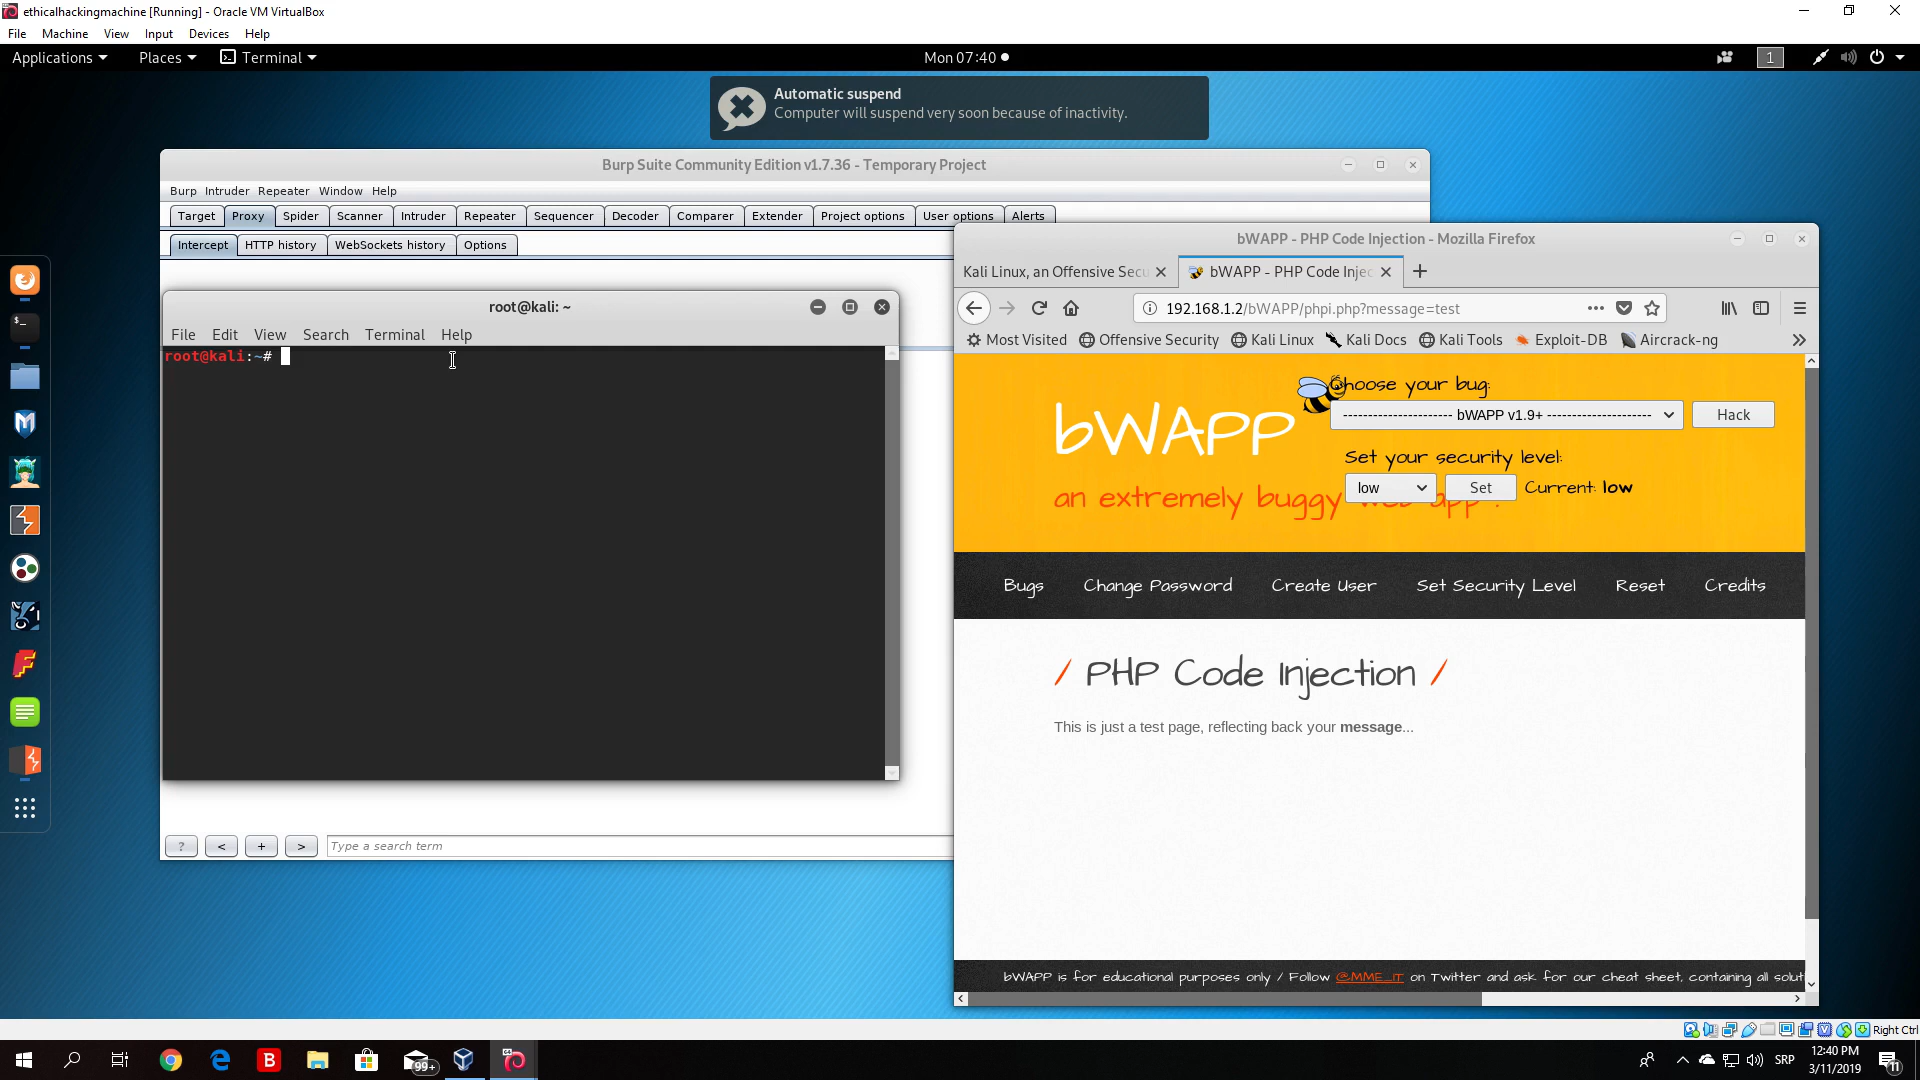 ethicalhackingmachine [Running] - Oracle VM VirtualBox
File Machine View Input Devices Help
Applications Places Terminal Mon 07:40 1
Automatic suspend
Computer will suspend very soon because of inactivity.
Burp Suite Community Edition v1.7.36 - Temporary Project
Burp Intruder Repeater Window Help
Target Proxy Spider Scanner Intruder Repeater Sequencer Decoder Comparer Extender Project options User options Alerts
Intercept HTTP history WebSockets history Options
root@kali: ~
File Edit View Search Terminal Help
root@kali:~#
? < + > Type a search term
bWAPP - PHP Code Injection - Mozilla Firefox
Kali Linux, an Offensive Secu bWAPP - PHP Code Injec
192.168.1.2/bWAPP/phpi.php?message=test
Most Visited Offensive Security Kali Linux Kali Docs Kali Tools Exploit-DB Aircrack-ng
Choose your bug:
---------------------- bWAPP v1.9+ --------------------- Hack
bWAPP
Set your security level:
low Set Current: low
an extremely buggy web app !
Bugs Change Password Create User Set Security Level Reset Credits
/ PHP Code Injection /
This is just a test page, reflecting back your message...
bWAPP is for educational purposes only / Follow @MME_IT on Twitter and ask for our cheat sheet, containing all solut
Right Ctrl
99+ SRP 12:40 PM
3/11/2019 11